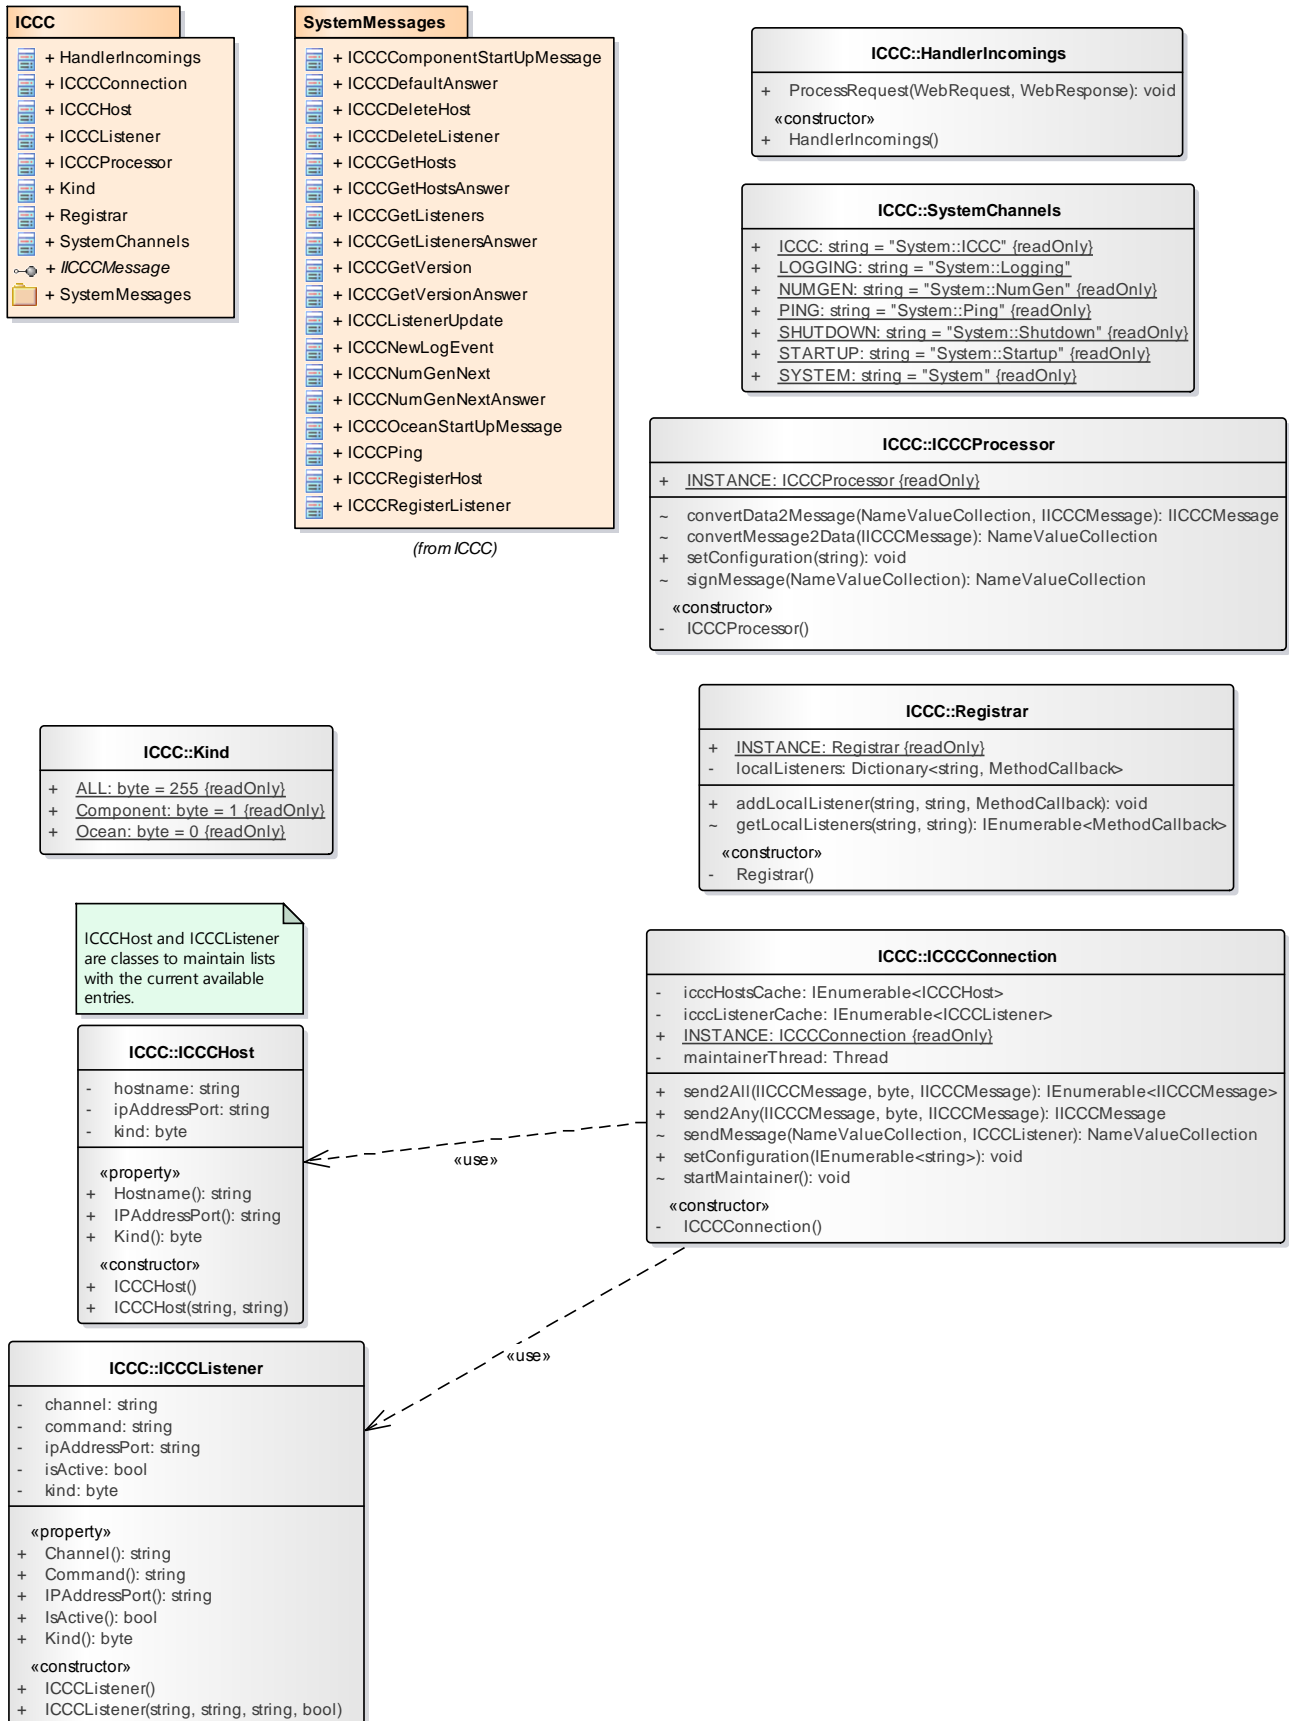 ICCC
+ HandlerIncomings
+ ICCCConnection
+ ICCCHost
+ ICCCListener
+ ICCCProcessor
+ Kind
+ Registrar
+ SystemChannels
+ IICCCMessage
+ SystemMessages
SystemMessages
+ ICCCComponentStartUpMessage
+ ICCCDefaultAnswer
+ ICCCDeleteHost
+ ICCCDeleteListener
+ ICCCGetHosts
+ ICCCGetHostsAnswer
+ ICCCGetListeners
+ ICCCGetListenersAnswer
+ ICCCGetVersion
+ ICCCGetVersionAnswer
+ ICCCListenerUpdate
+ ICCCNewLogEvent
+ ICCCNumGenNext
+ ICCCNumGenNextAnswer
+ ICCCOceanStartUpMessage
+ ICCCPing
+ ICCCRegisterHost
+ ICCCRegisterListener
(from ICCC)
ICCC::HandlerIncomings
+ ProcessRequest(WebRequest, WebResponse): void
«constructor»
+ HandlerIncomings()
ICCC::SystemChannels
+ ICCC: string = "System::ICCC" {readOnly}
+ LOGGING: string = "System::Logging"
+ NUMGEN: string = "System::NumGen" {readOnly}
+ PING: string = "System::Ping" {readOnly}
+ SHUTDOWN: string = "System::Shutdown" {readOnly}
+ STARTUP: string = "System::Startup" {readOnly}
+ SYSTEM: string = "System" {readOnly}
ICCC::ICCCProcessor
+ INSTANCE: ICCCProcessor {readOnly}
~ convertData2Message(NameValueCollection, IICCCMessage): IICCCMessage
~ convertMessage2Data(IICCCMessage): NameValueCollection
+ setConfiguration(string): void
~ signMessage(NameValueCollection): NameValueCollection
«constructor»
- ICCCProcessor()
ICCC::Kind
+ ALL: byte = 255 {readOnly}
+ Component: byte = 1 {readOnly}
+ Ocean: byte = 0 {readOnly}
ICCC::Registrar
+ INSTANCE: Registrar {readOnly}
- localListeners: Dictionary<string, MethodCallback>
+ addLocalListener(string, string, MethodCallback): void
~ getLocalListeners(string, string): IEnumerable<MethodCallback>
«constructor»
- Registrar()
ICCCHost and ICCCListener
are classes to maintain lists
with the current available
entries.
ICCC::ICCCHost
- hostname: string
- ipAddressPort: string
- kind: byte
«property»
+ Hostname(): string
+ IPAddressPort(): string
+ Kind(): byte
«constructor»
+ ICCCHost()
+ ICCCHost(string, string)
ICCC::ICCCConnection
- icccHostsCache: IEnumerable<ICCCHost>
- icccListenerCache: IEnumerable<ICCCListener>
+ INSTANCE: ICCCConnection {readOnly}
- maintainerThread: Thread
+ send2All(IICCCMessage, byte, IICCCMessage): IEnumerable<IICCCMessage>
+ send2Any(IICCCMessage, byte, IICCCMessage): IICCCMessage
~ sendMessage(NameValueCollection, ICCCListener): NameValueCollection
+ setConfiguration(IEnumerable<string>): void
~ startMaintainer(): void
«constructor»
- ICCCConnection()
«use»
«use»
ICCC::ICCCListener
- channel: string
- command: string
- ipAddressPort: string
- isActive: bool
- kind: byte
«property»
+ Channel(): string
+ Command(): string
+ IPAddressPort(): string
+ IsActive(): bool
+ Kind(): byte
«constructor»
+ ICCCListener()
+ ICCCListener(string, string, string, bool)